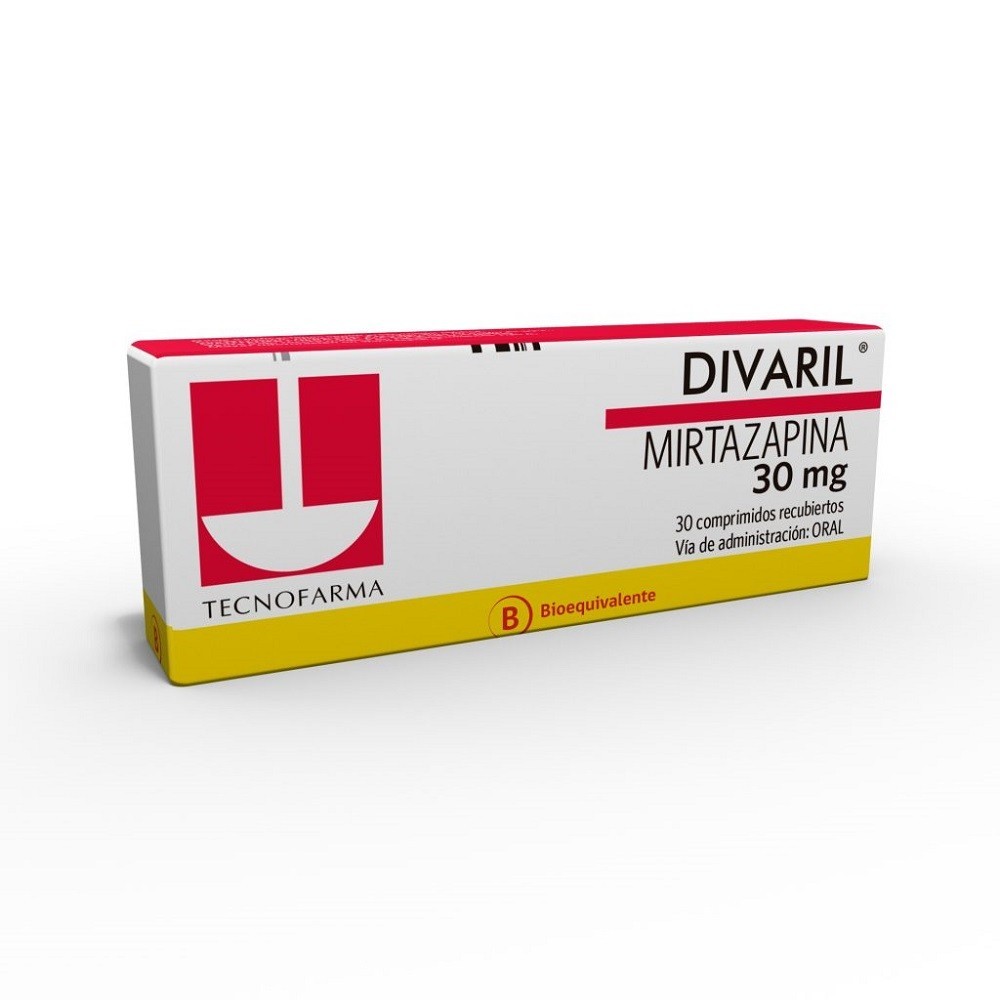 DIVARIL®
MIRTAZAPINA
30 mg
30 comprimidos recubiertos
Vía de administración: ORAL
TECNOFARMA
B Bioequivalente
B